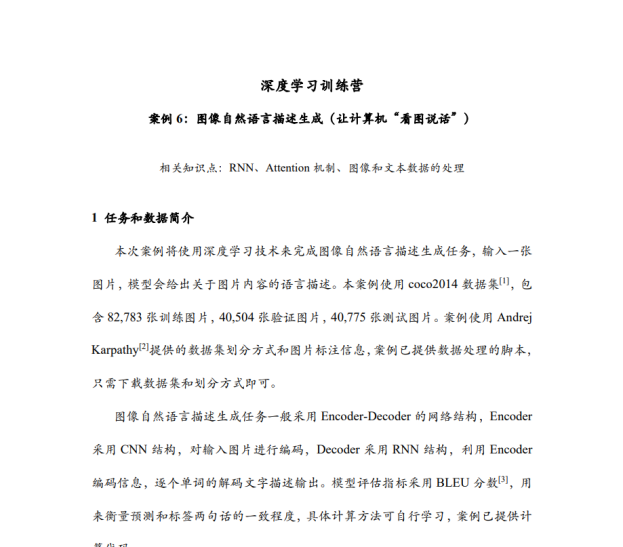 深度学习训练营
案例 6：图像自然语言描述生成（让计算机“看图说话”）
相关知识点：RNN、Attention 机制、图像和文本数据的处理
1 任务和数据简介
本次案例将使用深度学习技术来完成图像自然语言描述生成任务，输入一张
图片，模型会给出关于图片内容的语言描述。本案例使用 coco2014 数据集[1]，包
含 82,783 张训练图片，40,504 张验证图片，40,775 张测试图片。案例使用 Andrej
Karpathy[2]提供的数据集划分方式和图片标注信息，案例已提供数据处理的脚本，
只需下载数据集和划分方式即可。
图像自然语言描述生成任务一般采用 Encoder-Decoder 的网络结构，Encoder
采用 CNN 结构，对输入图片进行编码，Decoder 采用 RNN 结构，利用 Encoder
编码信息，逐个单词的解码文字描述输出。模型评估指标采用 BLEU 分数[3]，用
来衡量预测和标签两句话的一致程度，具体计算方法可自行学习，案例已提供计